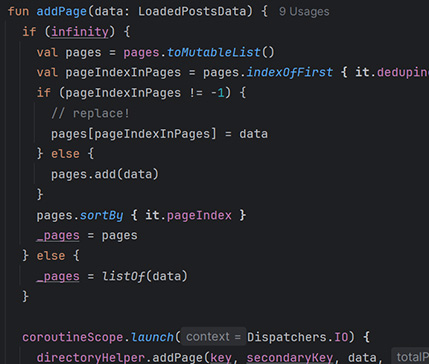 fun addPage(data: LoadedPostsData) { 9 Usages
if (infinity) {
val pages = pages.toMutableList()
val pageIndexInPages = pages.indexOfFirst { it.deduping
if (pageIndexInPages != -1) {
// replace!
pages[pageIndexInPages] = data
} else {
pages.add(data)
}
pages.sortBy { it.pageIndex }
_pages = pages
} else {
_pages = listOf(data)
}
coroutineScope.launch( context = Dispatchers.IO) {
directoryHelper.addPage(key, secondaryKey, data, totalP